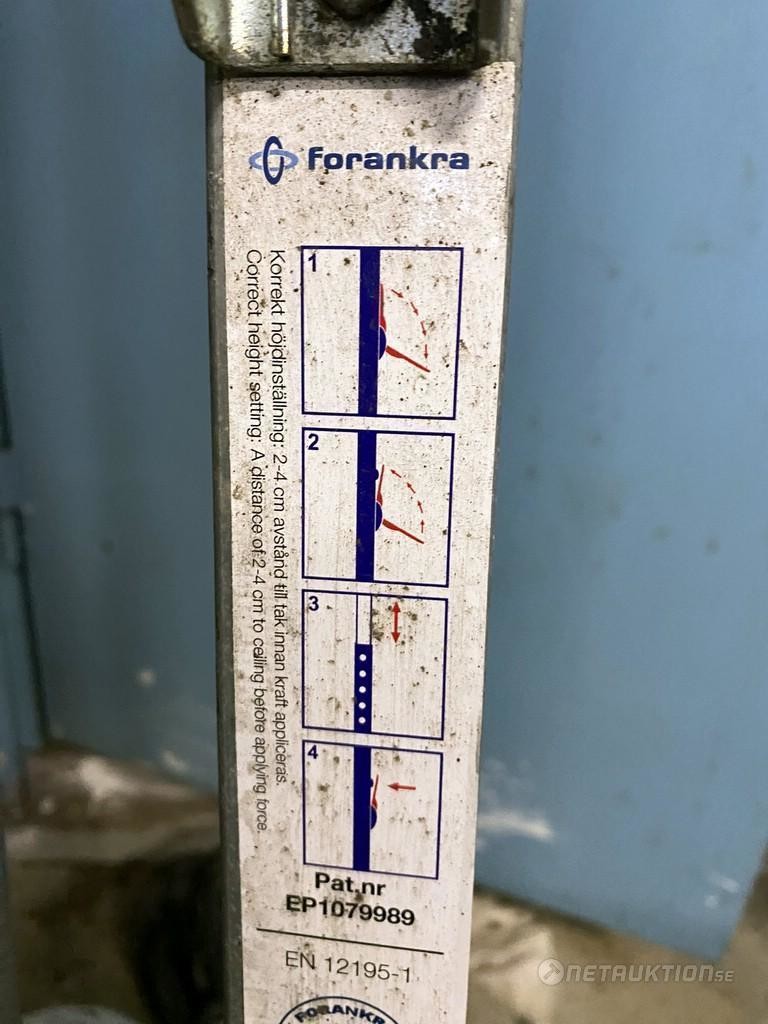 forankra
Korrekt höjdinställning: 2-4 cm avstånd till tak innan kraft appliceras.
Correct height setting: A distance of 2-4 cm to ceiling before applying force.
1
2
3
4
Pat.nr
EP1079989
EN 12195-1
FORANKRA
NETAUKTION.SE